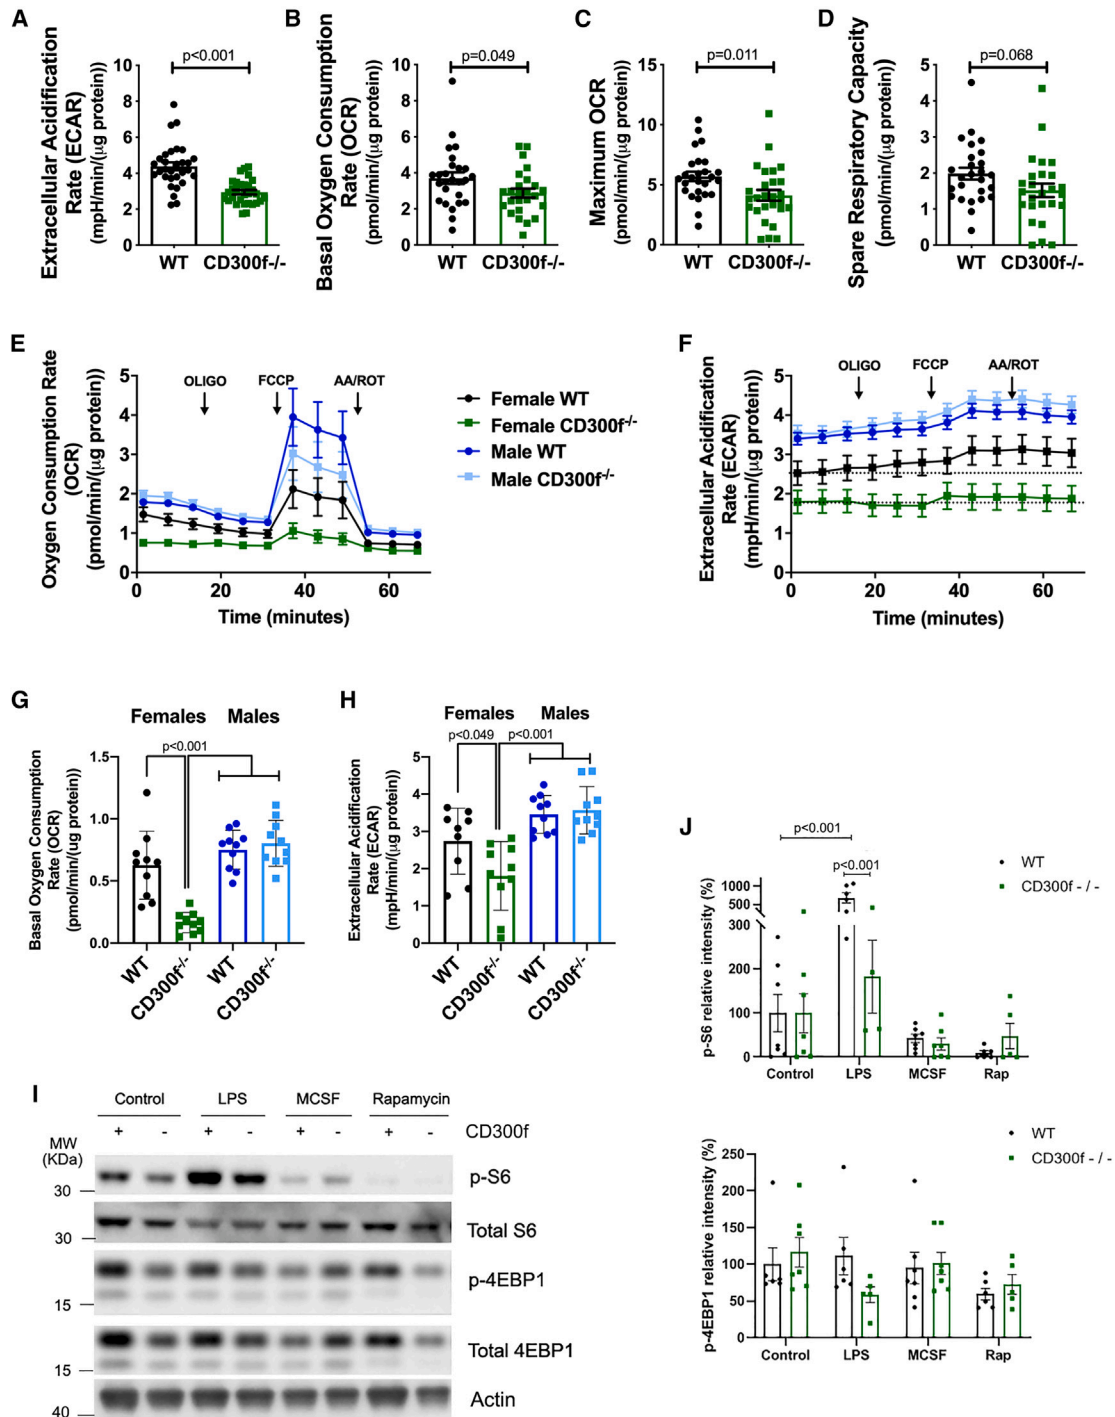 A
Extracellular Acidification
Rate (ECAR)
(mpH/min/(μg protein))
p<0.001
10
8
6
4
2
0
WT
CD300f-/-
B
Basal Oxygen Consumption
Rate (OCR)
(pmol/min/(μg protein))
p=0.049
10
8
6
4
2
0
WT
CD300f-/-
C
Maximum OCR
(pmol/min/(μg protein))
p=0.011
15
10
5
0
WT
CD300f-/-
D
Spare Respiratory Capacity
(pmol/min/(μg protein))
p=0.068
5
4
3
2
1
0
WT
CD300f-/-
E
Oxygen Consumption Rate
(OCR)
(pmol/min/(μg protein))
5
4
3
2
1
0
OLIGO
FCCP
AA/ROT
0
20
40
60
Time (minutes)
Female WT
Female CD300f-/-
Male WT
Male CD300f-/-
F
Extracellular Acidification
Rate (ECAR)
(mpH/min/(μg protein))
5
4
3
2
1
0
OLIGO
FCCP
AA/ROT
0
20
40
60
Time (minutes)
G
Females
Males
Basal Oxygen Consumption
Rate (OCR)
(pmol/min/(μg protein))
p<0.001
1.5
1.0
0.5
0.0
WT
CD300f-/-
WT
CD300f-/-
H
Females
Males
Extracellular Acidification
Rate (ECAR)
(mpH/min/(μg protein))
p<0.049
p<0.001
5
4
3
2
1
0
WT
CD300f-/-
WT
CD300f-/-
I
Control
LPS
MCSF
Rapamycin
+ - + - + - + -
CD300f
MW
(KDa)
30
p-S6
30
Total S6
15
p-4EBP1
15
Total 4EBP1
40
Actin
J
p-S6 relative intensity (%)
p<0.001
p<0.001
WT
CD300f -/-
1000
500
300
200
100
0
Control
LPS
MCSF
Rap
p-4EBP1 relative intensity (%)
WT
CD300f -/-
250
200
150
100
50
0
Control
LPS
MCSF
Rap